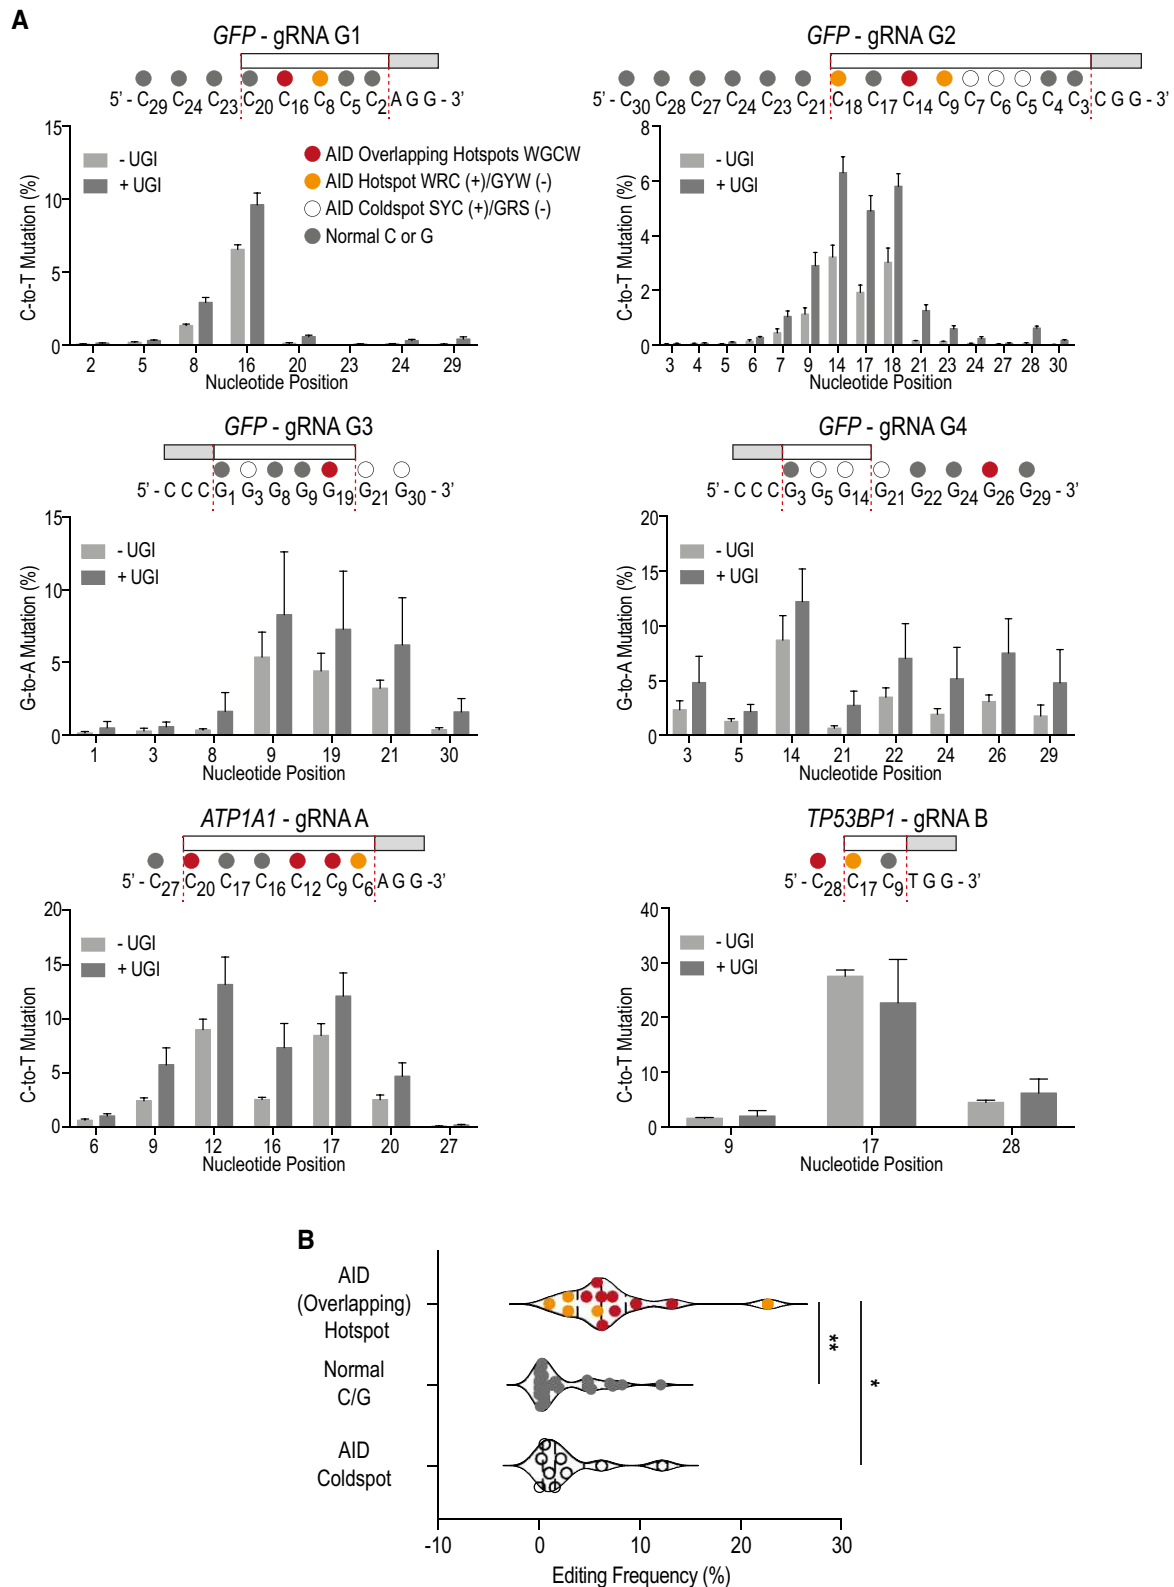 A
GFP - gRNA G1
5' - C29 C24 C23 C20 C16 C8 C5 C2 A G G - 3'
15
10
5
0
C-to-T Mutation (%)
- UGI
+ UGI
AID Overlapping Hotspots WGCW
AID Hotspot WRC (+)/GYW (-)
AID Coldspot SYC (+)/GRS (-)
Normal C or G
2 5 8 16 20 23 24 29
Nucleotide Position
GFP - gRNA G2
5' - C30 C28 C27 C24 C23 C21 C18 C17 C14 C9 C7 C6 C5 C4 C3 C G G - 3'
8
6
4
2
0
C-to-T Mutation (%)
- UGI
+ UGI
3 4 5 6 7 9 14 17 18 21 23 24 27 28 30
Nucleotide Position
GFP - gRNA G3
5' - C C C G1 G3 G8 G9 G19 G21 G30 - 3'
15
10
5
0
G-to-A Mutation (%)
- UGI
+ UGI
1 3 8 9 19 21 30
Nucleotide Position
GFP - gRNA G4
5' - C C C G3 G5 G14 G21 G22 G24 G26 G29 - 3'
20
15
10
5
0
G-to-A Mutation (%)
- UGI
+ UGI
3 5 14 21 22 24 26 29
Nucleotide Position
ATP1A1 - gRNA A
5' - C27 C20 C17 C16 C12 C9 C6 A G G -3'
20
15
10
5
0
C-to-T Mutation
- UGI
+ UGI
6 9 12 16 17 20 27
Nucleotide Position
TP53BP1 - gRNA B
5' - C28 C17 C9 T G G - 3'
40
30
20
10
0
C-to-T Mutation
- UGI
+ UGI
9 17 28
Nucleotide Position
B
AID
(Overlapping)
Hotspot
Normal
C/G
AID
Coldspot
**
*
-10 0 10 20 30
Editing Frequency (%)